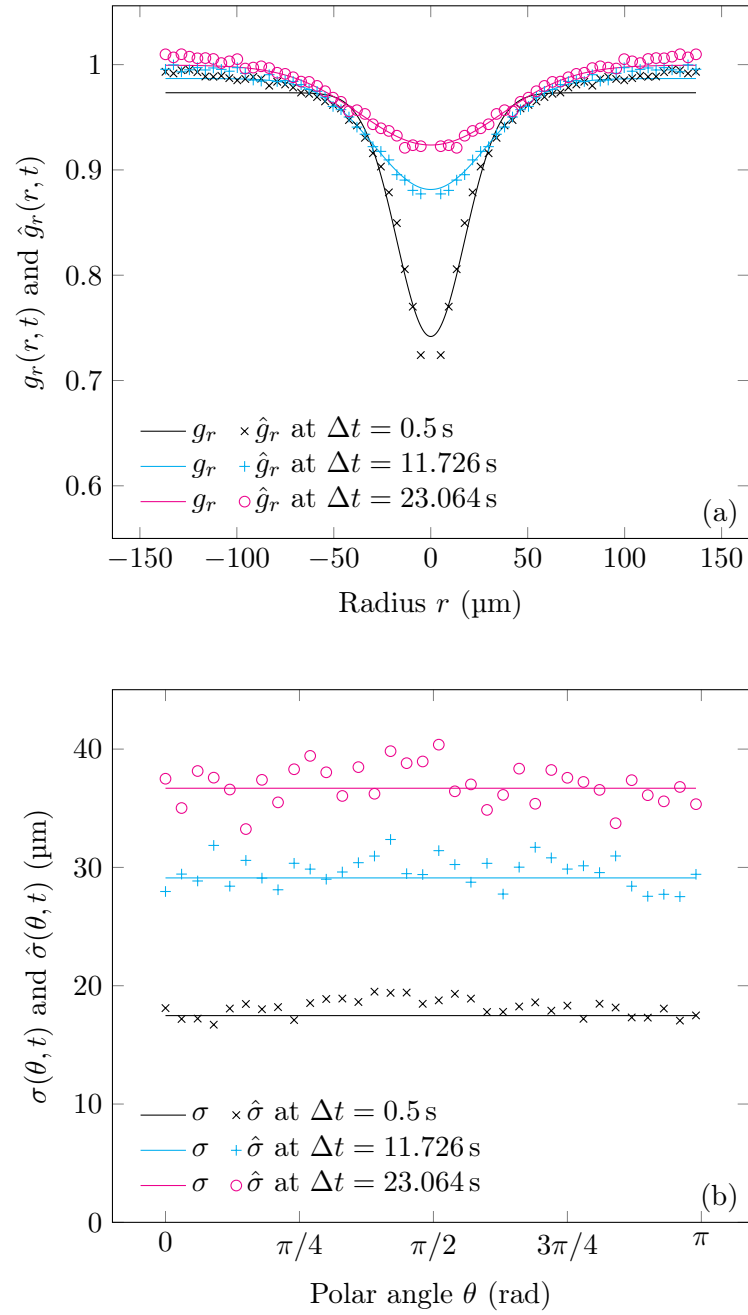 1
0.9
0.8
0.7
0.6
g_r(r, t) and ĝ_r(r, t)
g_r × ĝ_r at Δt = 0.5 s
g_r + ĝ_r at Δt = 11.726 s
g_r ○ ĝ_r at Δt = 23.064 s
(a)
−150 −100 −50 0 50 100 150
Radius r (µm)
40
30
20
10
0
σ(θ, t) and σ̂(θ, t) (µm)
σ × σ̂ at Δt = 0.5 s
σ + σ̂ at Δt = 11.726 s
σ ○ σ̂ at Δt = 23.064 s
(b)
0 π/4 π/2 3π/4 π
Polar angle θ (rad)